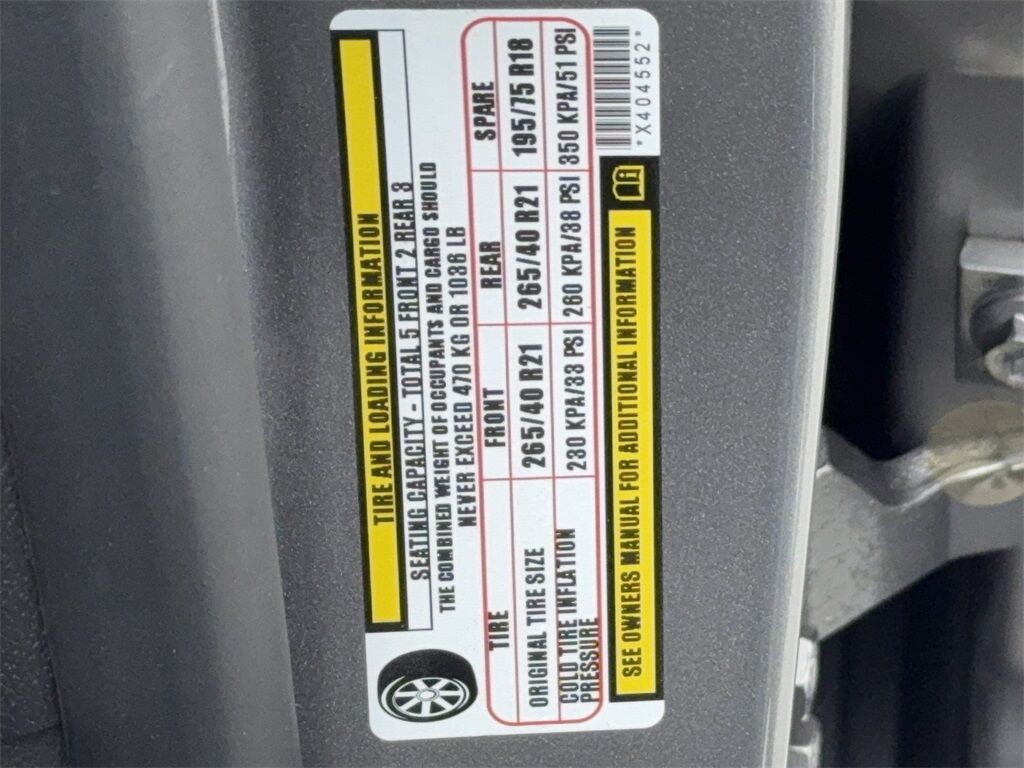 TIRE AND LOADING INFORMATION
SEATING CAPACITY - TOTAL 5 FRONT 2 REAR 3
THE COMBINED WEIGHT OF OCCUPANTS AND CARGO SHOULD
NEVER EXCEED 470 KG OR 1036 LB
TIRE FRONT REAR SPARE
ORIGINAL TIRE SIZE 265/40 R21 265/40 R21 195/75 R18
COLD TIRE INFLATION PRESSURE 230 KPA/33 PSI 260 KPA/38 PSI 350 KPA/51 PSI
SEE OWNERS MANUAL FOR ADDITIONAL INFORMATION
*X404552*